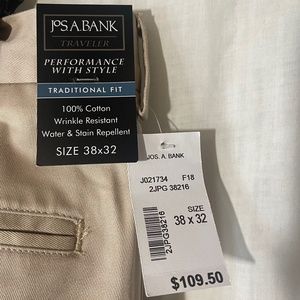 JOS.A.BANK
TRAVELER
PERFORMANCE
WITH STYLE
TRADITIONAL FIT
100% Cotton
Wrinkle Resistant
Water & Stain Repellent
SIZE 38x32
JOS. A. BANK
J021734 F18
2JPG 38216
2JPG38216
SIZE
38 x 32
$109.50